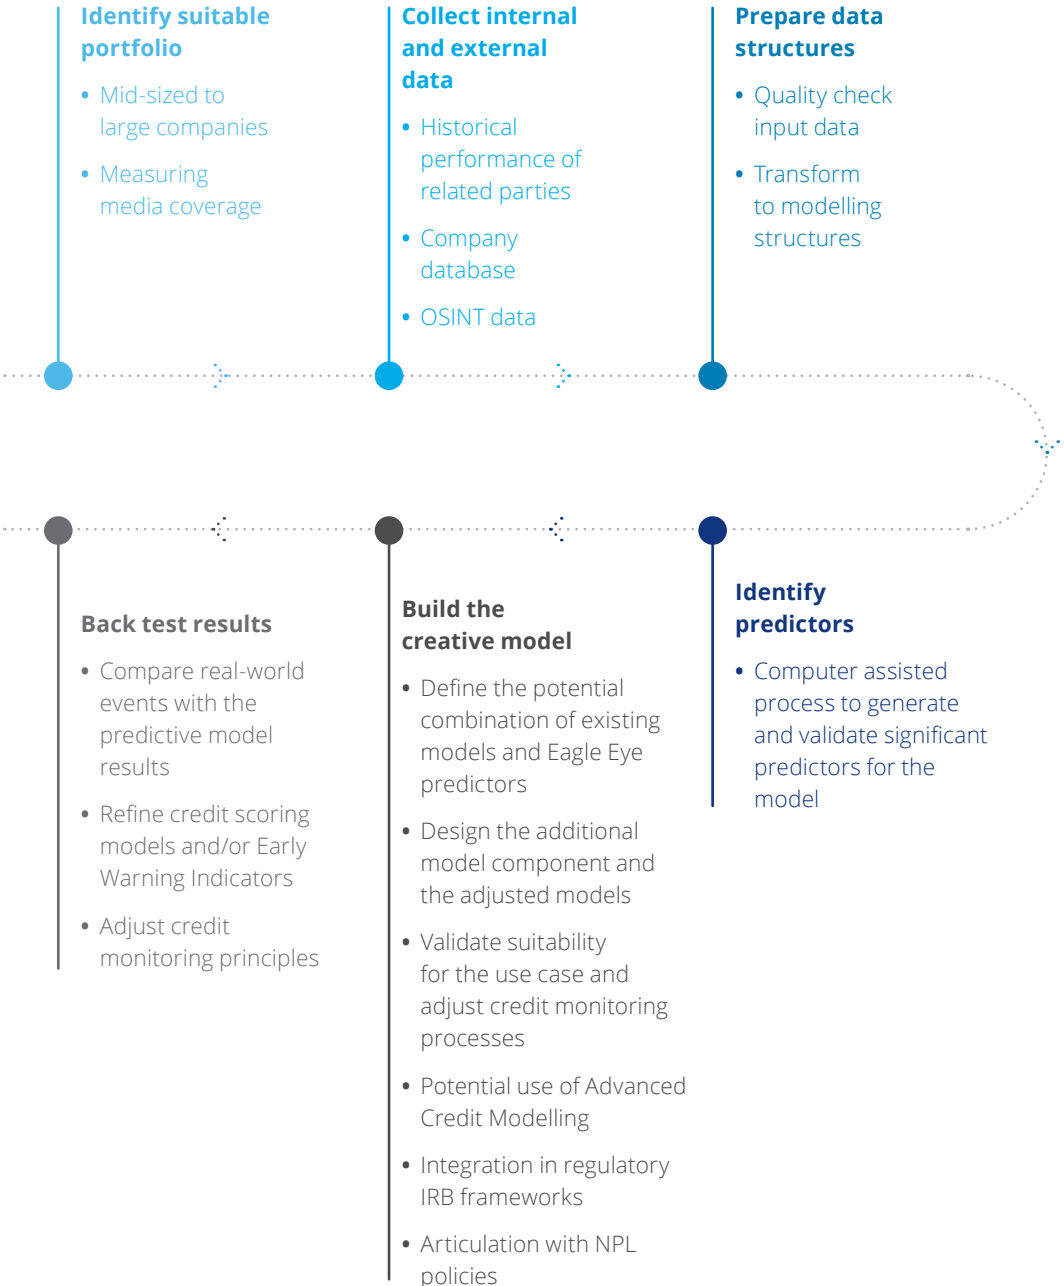 Identify suitable
portfolio
• Mid-sized to
large companies
• Measuring
media coverage
Collect internal
and external
data
• Historical
performance of
related parties
• Company
database
• OSINT data
Prepare data
structures
• Quality check
input data
• Transform
to modelling
structures
Identify
predictors
• Computer assisted
process to generate
and validate significant
predictors for the
model
Build the
creative model
• Define the potential
combination of existing
models and Eagle Eye
predictors
• Design the additional
model component and
the adjusted models
• Validate suitability
for the use case and
adjust credit monitoring
processes
• Potential use of Advanced
Credit Modelling
• Integration in regulatory
IRB frameworks
• Articulation with NPL
policies
Back test results
• Compare real-world
events with the
predictive model
results
• Refine credit scoring
models and/or Early
Warning Indicators
• Adjust credit
monitoring principles